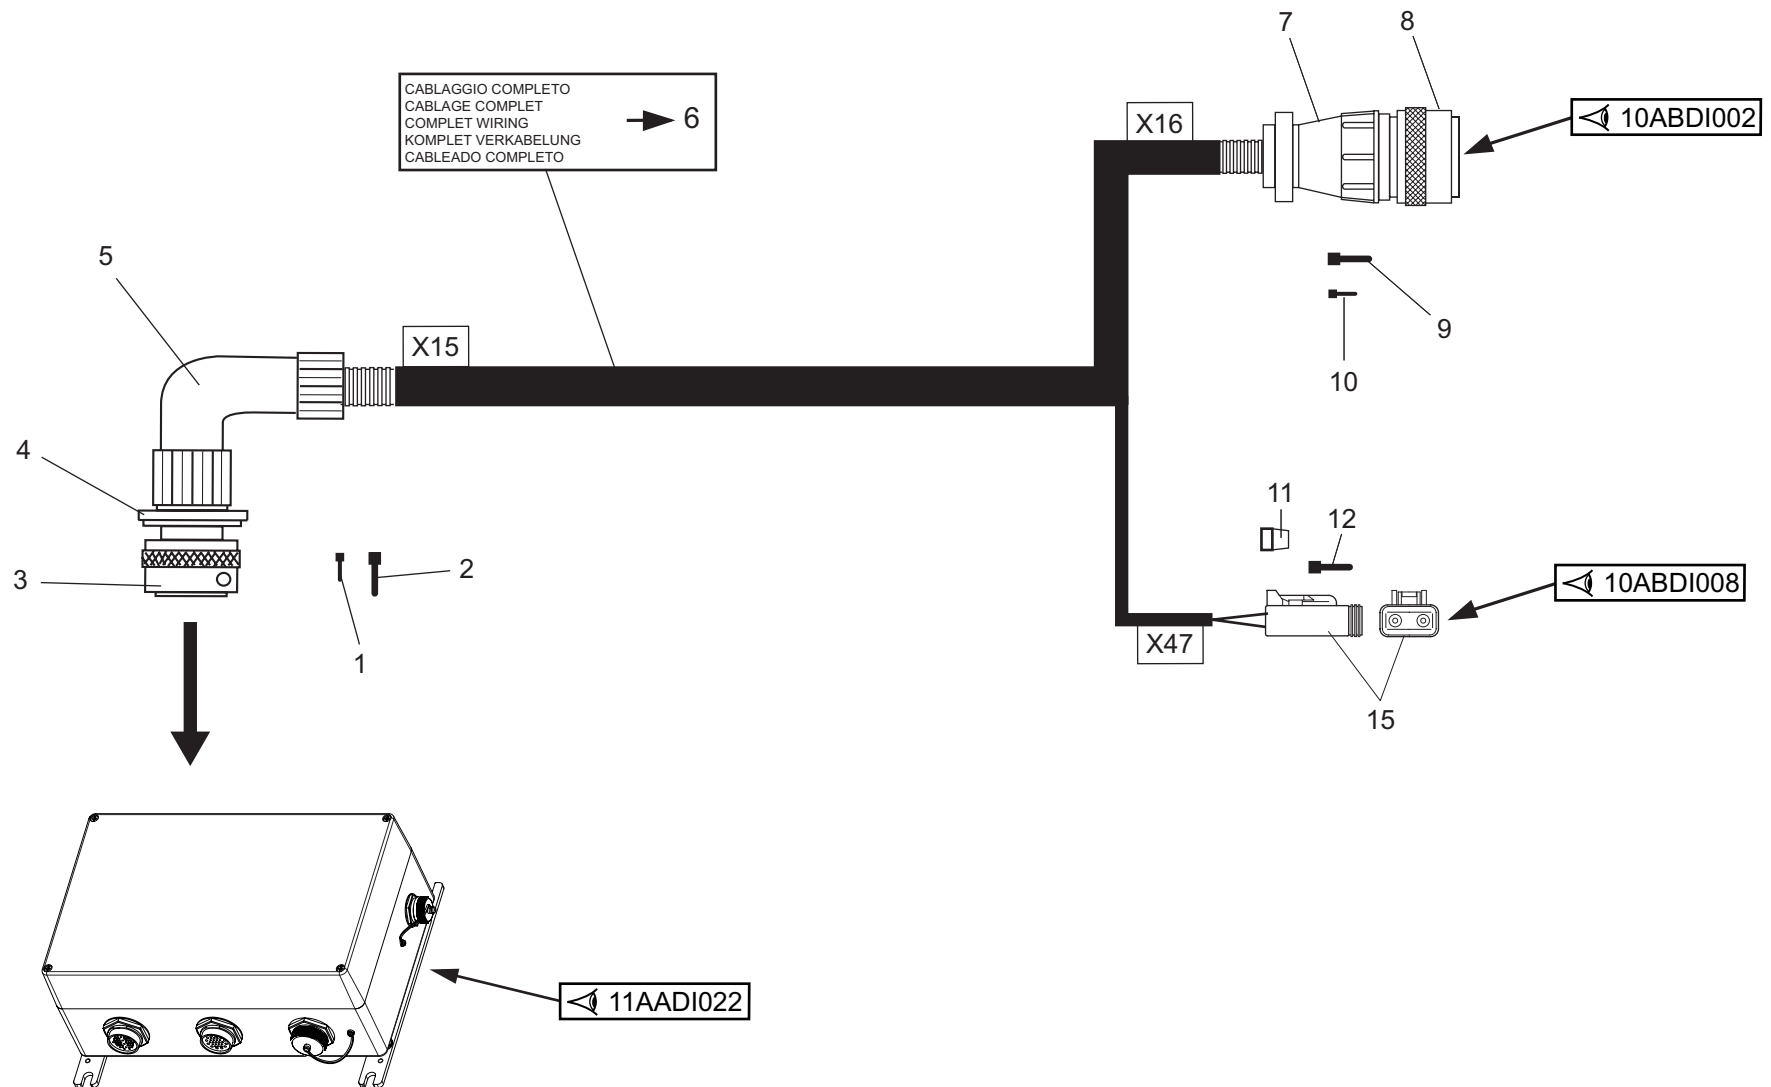 7
8
CABLAGGIO COMPLETO
CABLAGE COMPLET
COMPLET WIRING
KOMPLET VERKABELUNG
CABLEADO COMPLETO
6
X16
10ABDI002
5
9
X15
10
4
11
12
3
2
10ABDI008
1
X47
15
11AADI022